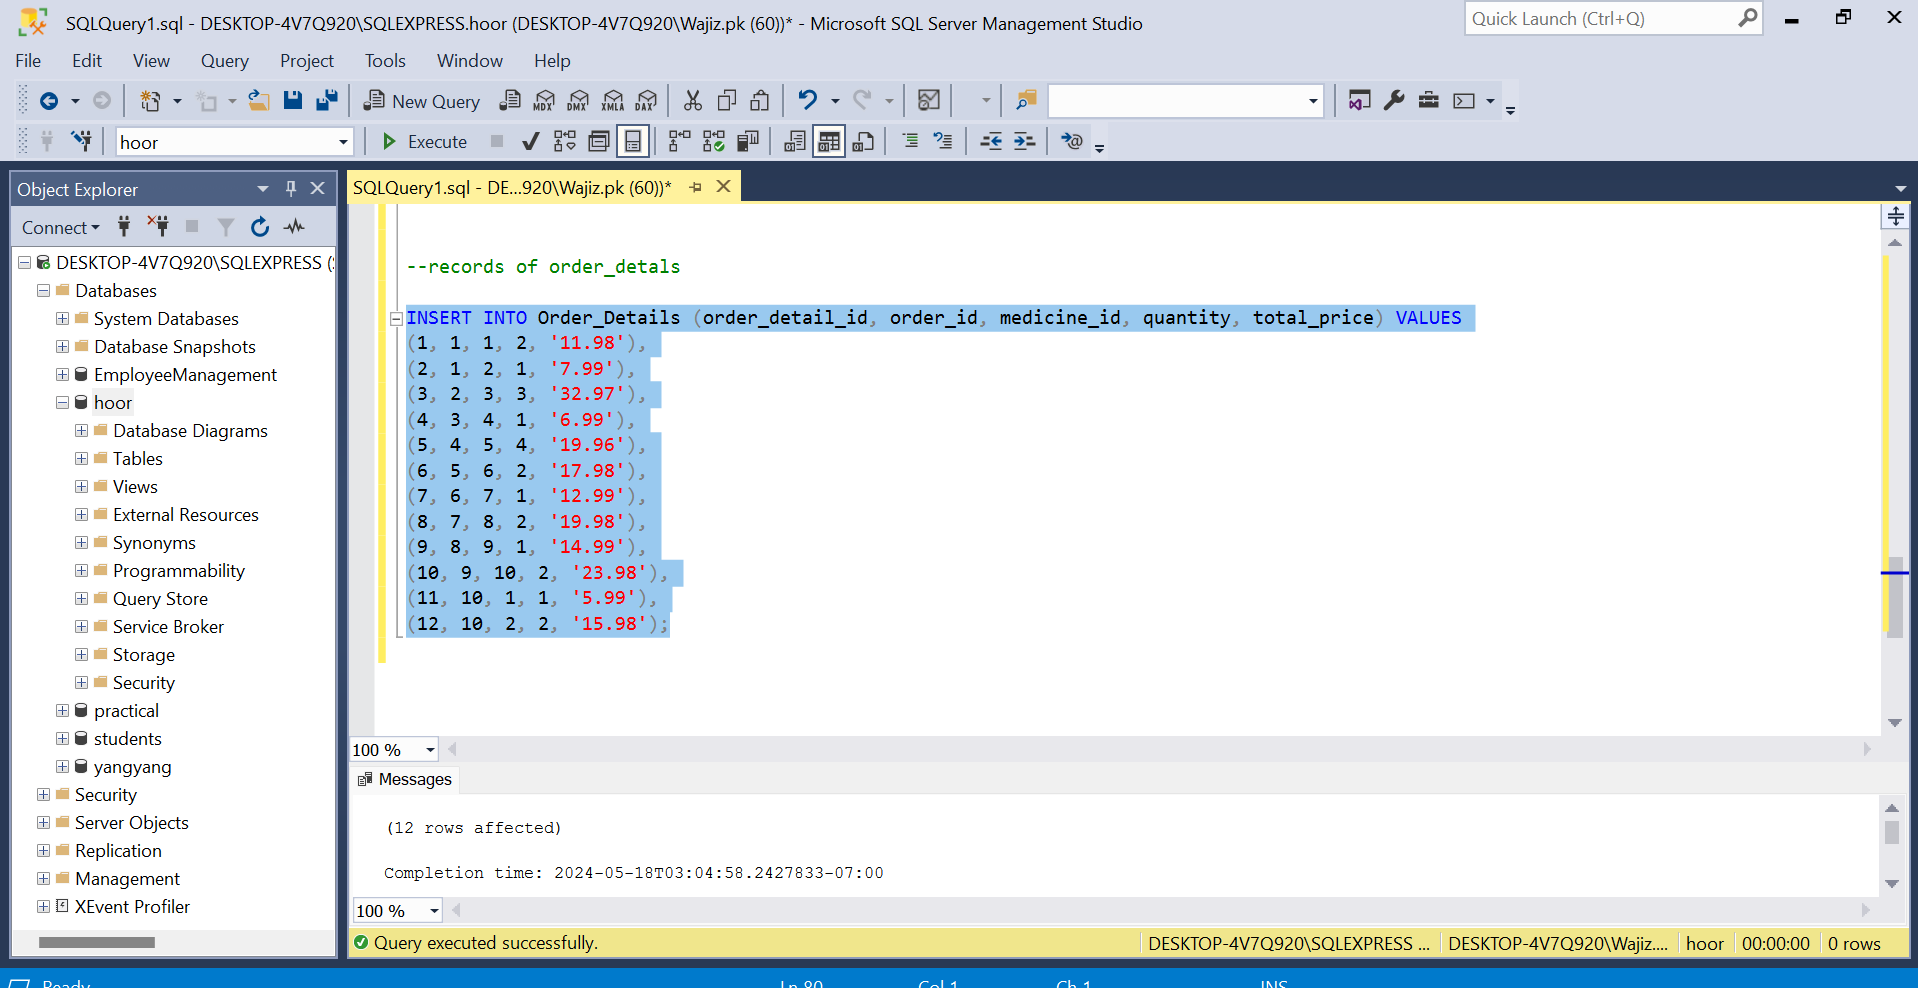 SQLQuery1.sql - DESKTOP-4V7Q920\SQLEXPRESS.hoor (DESKTOP-4V7Q920\Wajiz.pk (60))* - Microsoft SQL Server Management Studio
Quick Launch (Ctrl+Q)
File Edit View Query Project Tools Window Help
New Query MDX DMX XMLA DAX
hoor Execute
Object Explorer
SQLQuery1.sql - DE...920\Wajiz.pk (60))*
Connect
DESKTOP-4V7Q920\SQLEXPRESS (
Databases
System Databases
Database Snapshots
EmployeeManagement
hoor
Database Diagrams
Tables
Views
External Resources
Synonyms
Programmability
Query Store
Service Broker
Storage
Security
practical
students
yangyang
Security
Server Objects
Replication
Management
XEvent Profiler
--records of order_detals
INSERT INTO Order_Details (order_detail_id, order_id, medicine_id, quantity, total_price) VALUES
(1, 1, 1, 2, '11.98'),
(2, 1, 2, 1, '7.99'),
(3, 2, 3, 3, '32.97'),
(4, 3, 4, 1, '6.99'),
(5, 4, 5, 4, '19.96'),
(6, 5, 6, 2, '17.98'),
(7, 6, 7, 1, '12.99'),
(8, 7, 8, 2, '19.98'),
(9, 8, 9, 1, '14.99'),
(10, 9, 10, 2, '23.98'),
(11, 10, 1, 1, '5.99'),
(12, 10, 2, 2, '15.98');
100 %
Messages
(12 rows affected)
Completion time: 2024-05-18T03:04:58.2427833-07:00
100 %
Query executed successfully.
DESKTOP-4V7Q920\SQLEXPRESS ... DESKTOP-4V7Q920\Wajiz.... hoor 00:00:00 0 rows
Ready Ln 80 Col 1 Ch 1 INS